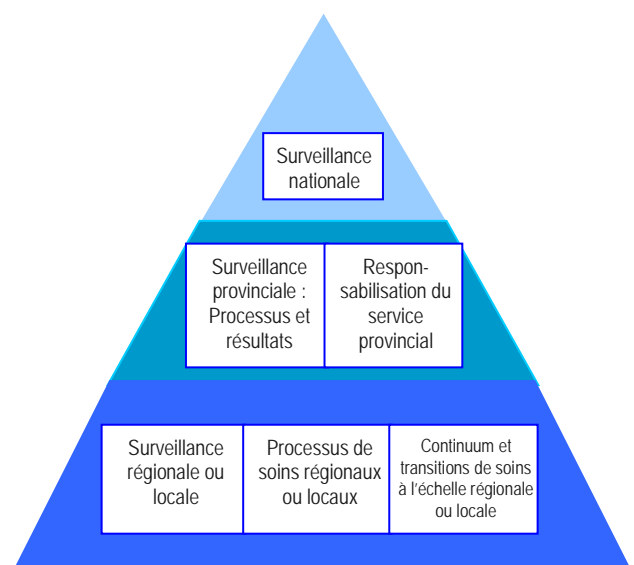 Surveillance
nationale
Surveillance
provinciale :
Processus et
résultats
Respon-
sabilisation du
service
provincial
Surveillance
régionale ou
locale
Processus de
soins régionaux
ou locaux
Continuum et
transitions de soins
à l'échelle régionale
ou locale